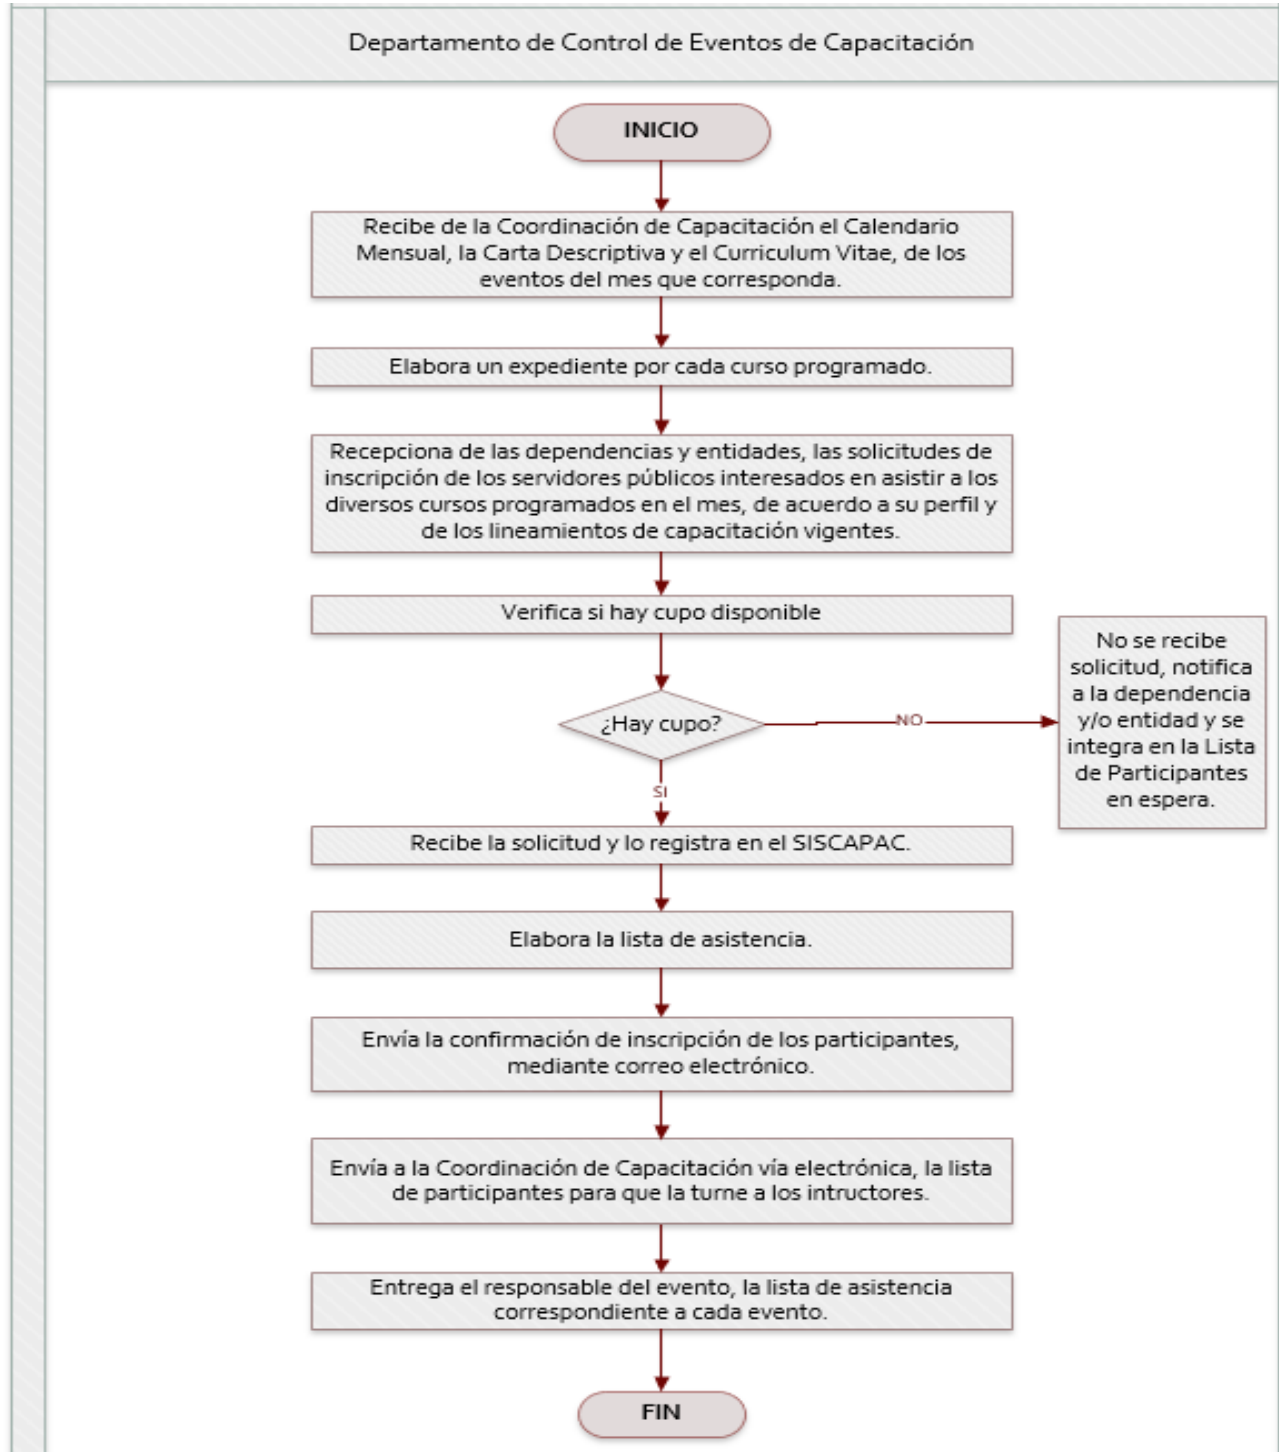 Departamento de Control de Eventos de Capacitación
INICIO
Recibe de la Coordinación de Capacitación el Calendario
Mensual, la Carta Descriptiva y el Curriculum Vitae, de los
eventos del mes que corresponda.
Elabora un expediente por cada curso programado.
Recepciona de las dependencias y entidades, las solicitudes de
inscripción de los servidores públicos interesados en asistir a los
diversos cursos programados en el mes, de acuerdo a su perfil y
de los lineamientos de capacitación vigentes.
Verifica si hay cupo disponible
¿Hay cupo?
NO
No se recibe
solicitud, notifica
a la dependencia
y/o entidad y se
integra en la Lista
de Participantes
en espera.
SI
Recibe la solicitud y lo registra en el SISCAPAC.
Elabora la lista de asistencia.
Envía la confirmación de inscripción de los participantes,
mediante correo electrónico.
Envía a la Coordinación de Capacitación vía electrónica, la lista
de participantes para que la turne a los intructores.
Entrega el responsable del evento, la lista de asistencia
correspondiente a cada evento.
FIN